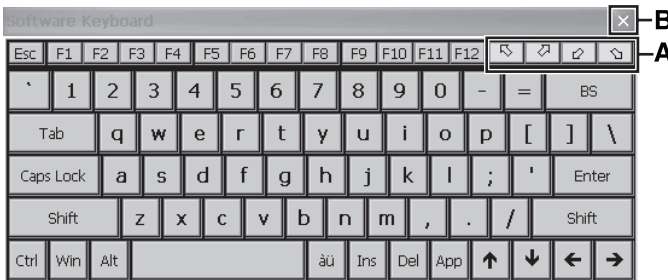 Software Keyboard × B
Esc F1 F2 F3 F4 F5 F6 F7 F8 F9 F10 F11 F12 A
` 1 2 3 4 5 6 7 8 9 0 - = BS
Tab q w e r t y u i o p [ ] \
Caps Lock a s d f g h j k l ; ' Enter
Shift z x c v b n m , . / Shift
Ctrl Win Alt àü Ins Del App ↑ ↓ ← →